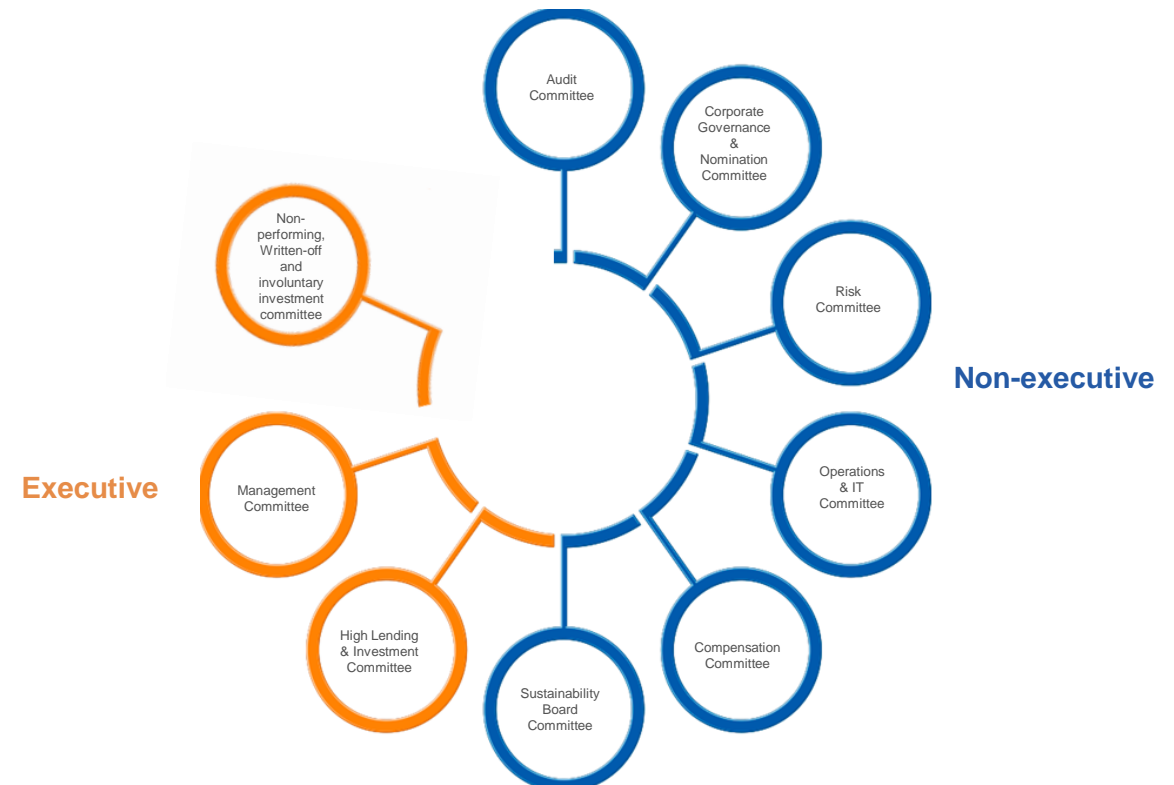 Audit
Committee
Corporate
Governance
&
Nomination
Committee
Non-
performing,
Written-off
and
involuntary
investment
committee
Risk
Committee
Non-executive
Executive
Management
Committee
Operations
& IT
Committee
High Lending
& Investment
Committee
Compensation
Committee
Sustainability
Board
Committee